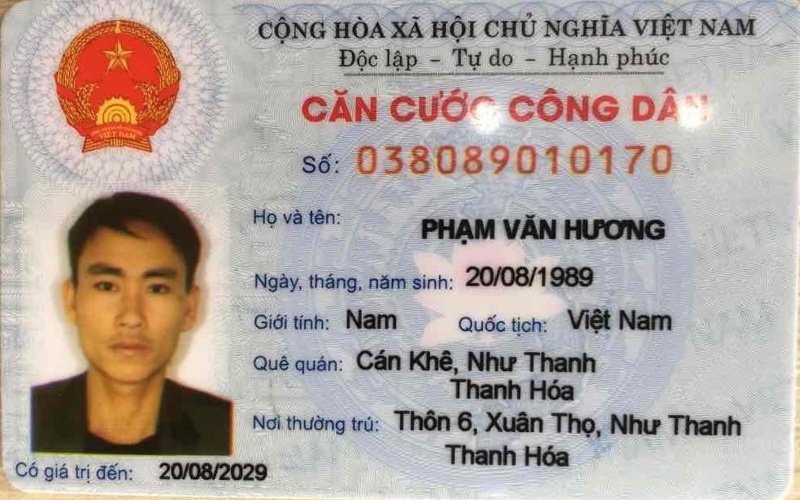 CỘNG HÒA XÃ HỘI CHỦ NGHĨA VIỆT NAM
Độc lập - Tự do - Hạnh phúc
CĂN CƯỚC CÔNG DÂN
Số: 038089010170
Họ và tên: PHẠM VĂN HƯƠNG
Ngày, tháng, năm sinh: 20/08/1989
Giới tính: Nam Quốc tịch: Việt Nam
Quê quán: Cán Khê, Như Thanh
Thanh Hóa
Nơi thường trú: Thôn 6, Xuân Thọ, Như Thanh
Thanh Hóa
Có giá trị đến: 20/08/2029